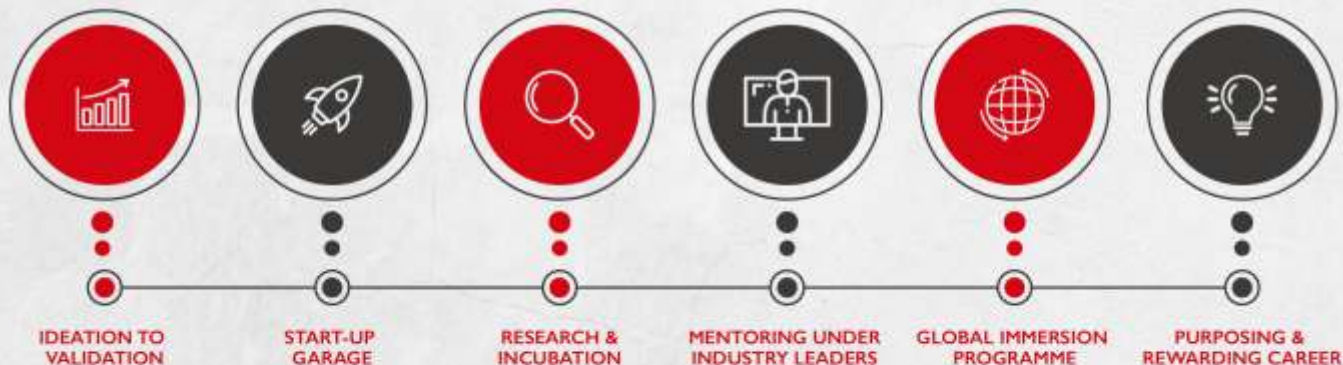 IDEATION TO
VALIDATION
START-UP
GARAGE
RESEARCH &
INCUBATION
MENTORING UNDER
INDUSTRY LEADERS
GLOBAL IMMERSION
PROGRAMME
PURPOSING &
REWARDING CAREER